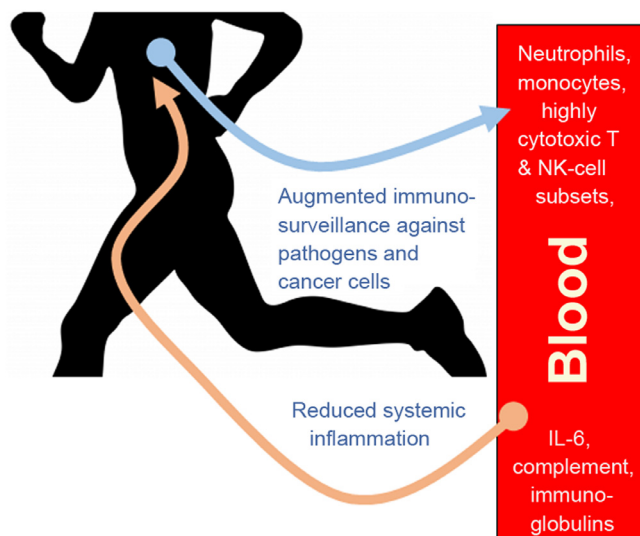 Neutrophils,
monocytes,
highly
cytotoxic T
& NK-cell
subsets,
Augmented immuno-
surveillance against
pathogens and
cancer cells
Blood
Reduced systemic
inflammation
IL-6,
complement,
immuno-
globulins